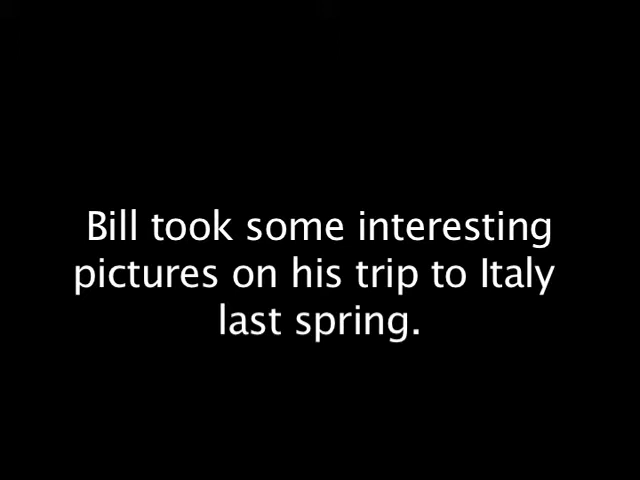 Bill took some interesting
pictures on his trip to Italy
last spring.